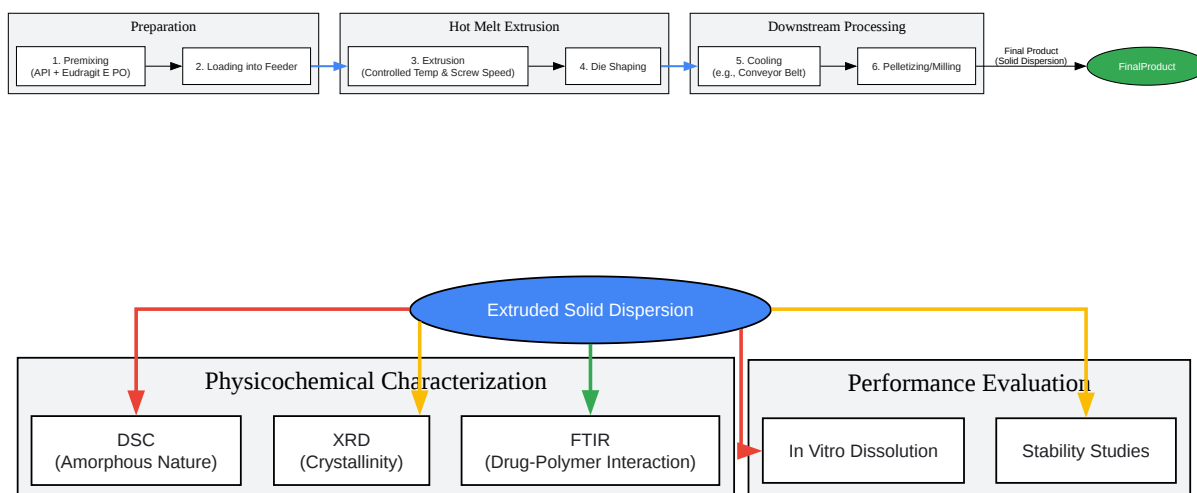 Preparation
1. Premixing
(API + Eudragit E PO)
2. Loading into Feeder
Hot Melt Extrusion
3. Extrusion
(Controlled Temp & Screw Speed)
4. Die Shaping
Downstream Processing
5. Cooling
(e.g., Conveyor Belt)
6. Pelletizing/Milling
Final Product
(Solid Dispersion)
FinalProduct
Extruded Solid Dispersion
Physicochemical Characterization
DSC
(Amorphous Nature)
XRD
(Crystallinity)
FTIR
(Drug-Polymer Interaction)
Performance Evaluation
In Vitro Dissolution
Stability Studies